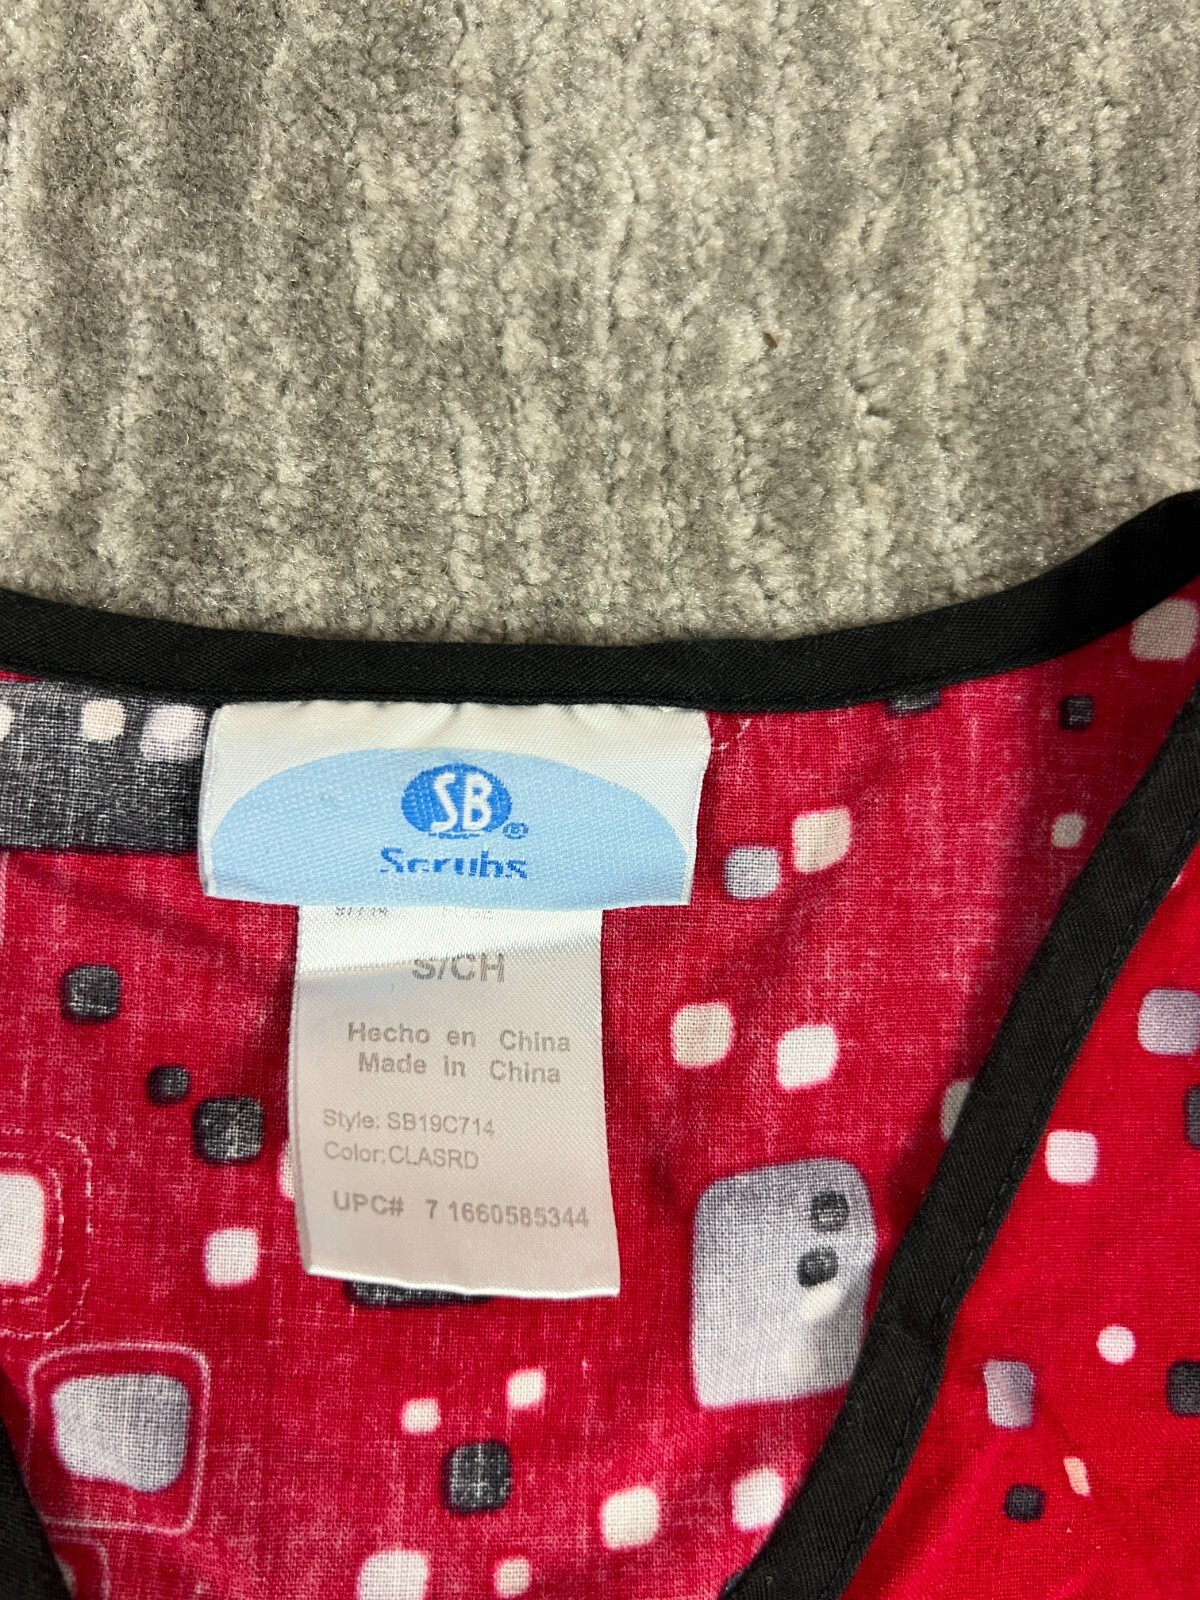 SB®
Scrubs
S/CH
Hecho en China
Made in China
Style: SB19C714
Color:CLASRD
UPC# 7 1660585344